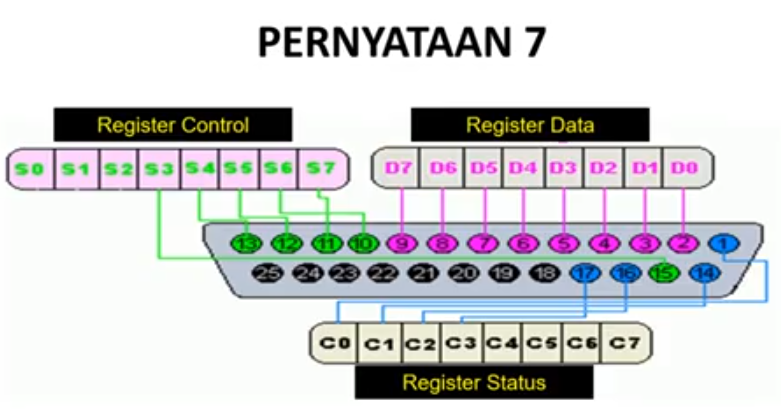 PERNYATAAN 7
Register Control
Register Data
S0 S1 S2 S3 S4 S5 S6 S7
D7 D6 D5 D4 D3 D2 D1 D0
13 12 11 10 9 8 7 6 5 4 3 2 1
25 24 23 22 21 20 19 18 17 16 15 14
C0 C1 C2 C3 C4 C5 C6 C7
Register Status